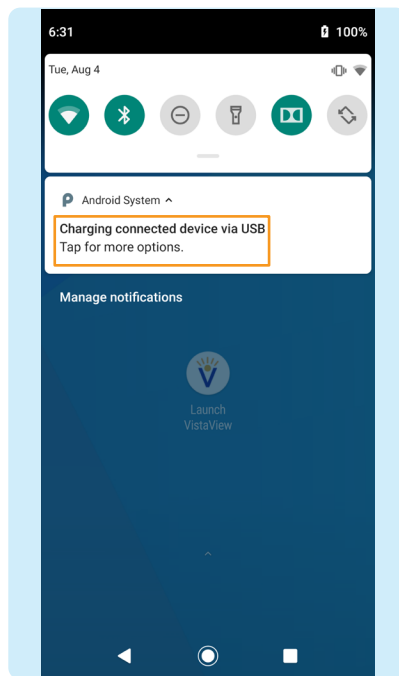 6:31 100%
Tue, Aug 4
Android System
Charging connected device via USB
Tap for more options.
Manage notifications
Launch
VistaView